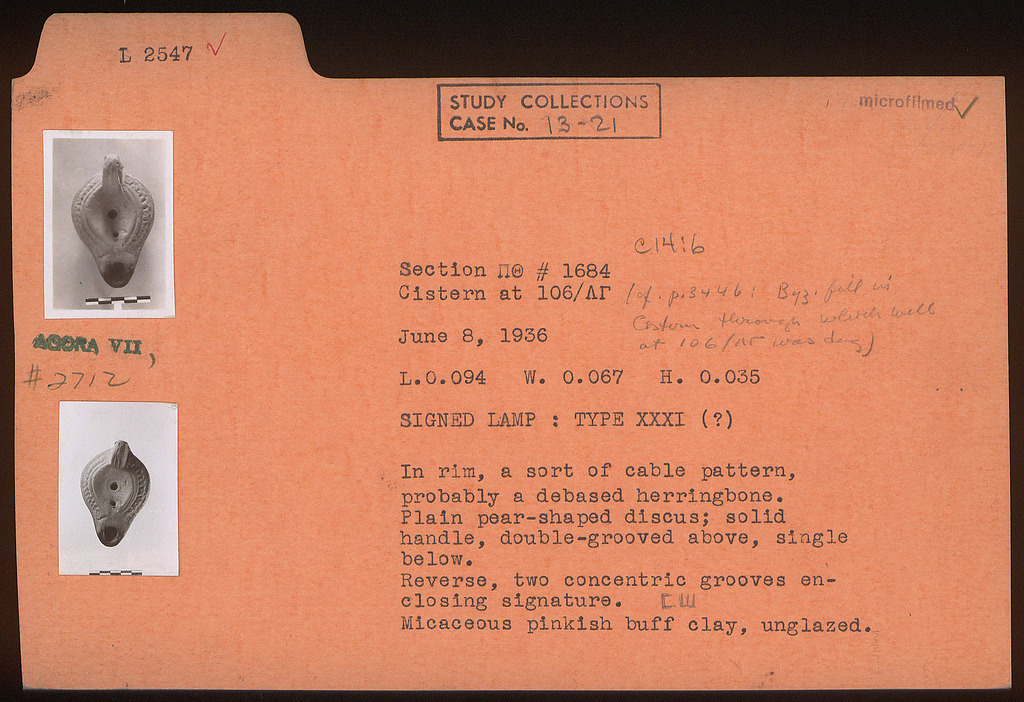 L 2547 ✓
STUDY COLLECTIONS
CASE No. 13-21
microfilmed ✓
C14:6
Section ΠΘ # 1684
Cistern at 106/ΛΓ (cf. p. 3446: Byz. fill in
Cistern through which well
at 106/ΛΓ was dug)
June 8, 1936
L.0.094 W. 0.067 H. 0.035
SIGNED LAMP : TYPE XXXI (?)
In rim, a sort of cable pattern,
probably a debased herringbone.
Plain pear-shaped discus; solid
handle, double-grooved above, single
below.
Reverse, two concentric grooves en-
closing signature. ΕШ
Micaceous pinkish buff clay, unglazed.
AGORA VII,
#2712